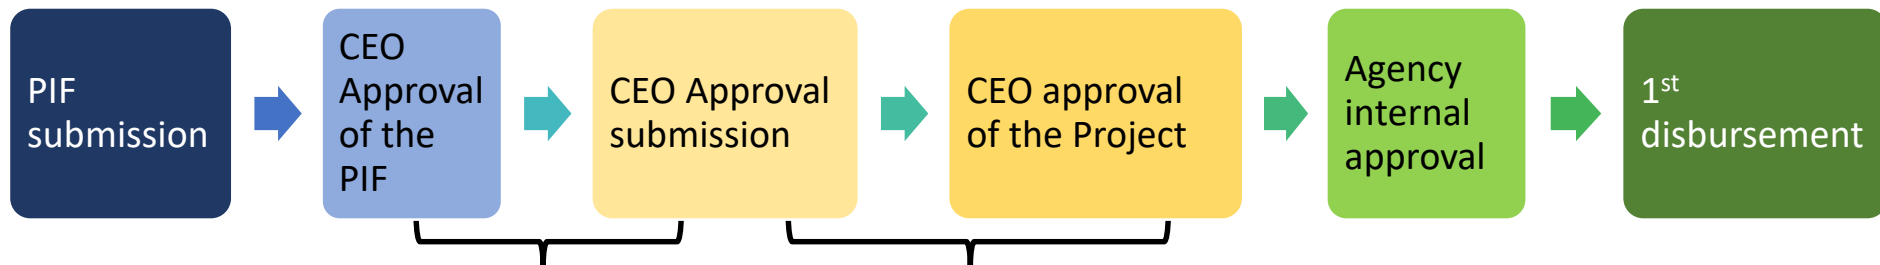 PIF
submission
CEO
Approval
of the
PIF
CEO Approval
submission
CEO approval
of the Project
Agency
internal
approval
1st
disbursement